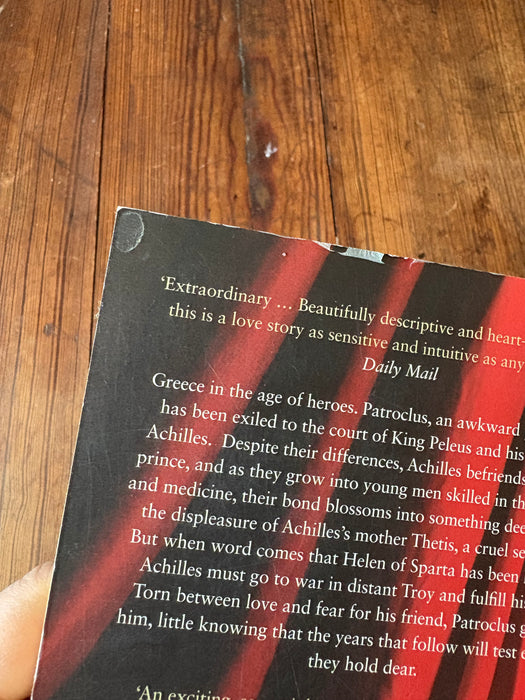 ‘Extraordinary … Beautifully descriptive and heart-
this is a love story as sensitive and intuitive as any
Daily Mail
Greece in the age of heroes. Patroclus, an awkward
has been exiled to the court of King Peleus and his
Achilles. Despite their differences, Achilles befriends
prince, and as they grow into young men skilled in th
and medicine, their bond blossoms into something dee
the displeasure of Achilles’s mother Thetis, a cruel se
But when word comes that Helen of Sparta has been
Achilles must go to war in distant Troy and fulfill hi
Torn between love and fear for his friend, Patroclus g
him, little knowing that the years that follow will test e
they hold dear.
‘An exciting,